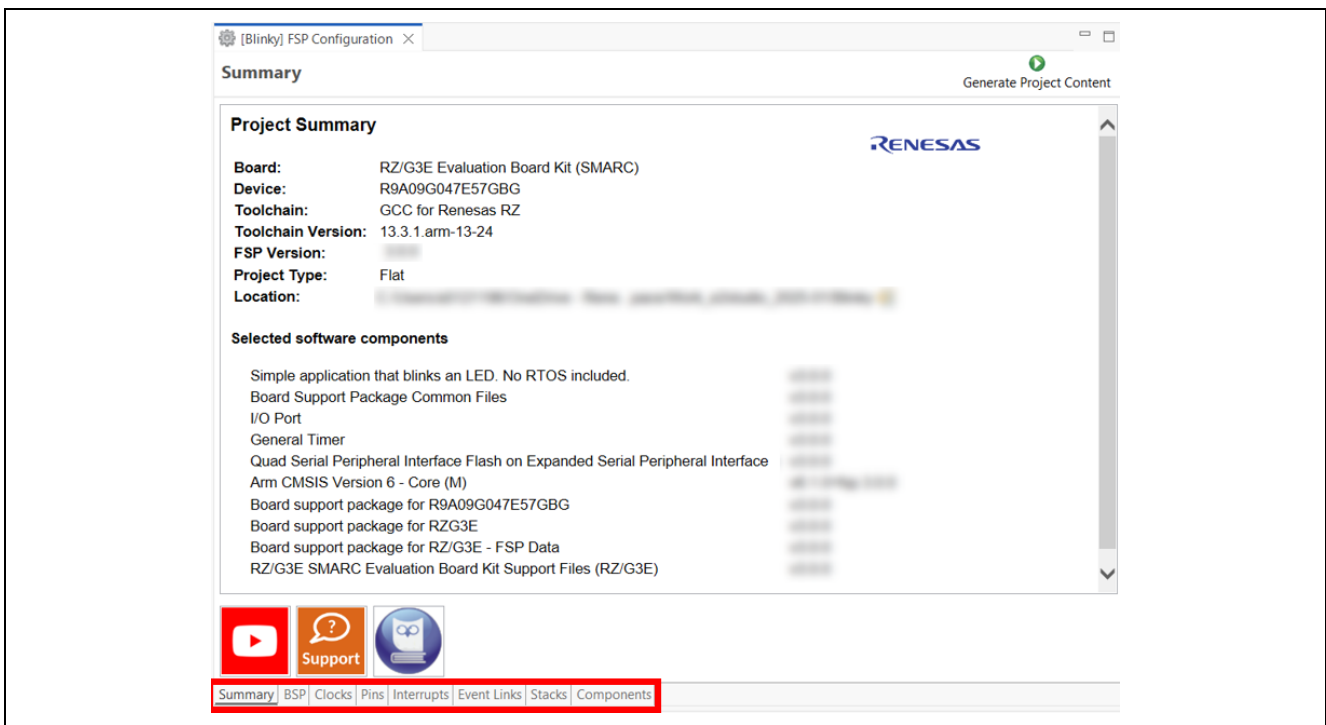 [Blinky] FSP Configuration
Summary
Generate Project Content
Project Summary
RENESAS
Board: RZ/G3E Evaluation Board Kit (SMARC)
Device: R9A09G047E57GBG
Toolchain: GCC for Renesas RZ
Toolchain Version: 13.3.1.arm-13-24
FSP Version:
Project Type: Flat
Location:
Selected software components
Simple application that blinks an LED. No RTOS included.
Board Support Package Common Files
I/O Port
General Timer
Quad Serial Peripheral Interface Flash on Expanded Serial Peripheral Interface
Arm CMSIS Version 6 - Core (M)
Board support package for R9A09G047E57GBG
Board support package for RZG3E
Board support package for RZ/G3E - FSP Data
RZ/G3E SMARC Evaluation Board Kit Support Files (RZ/G3E)
?
Support
Summary BSP Clocks Pins Interrupts Event Links Stacks Components